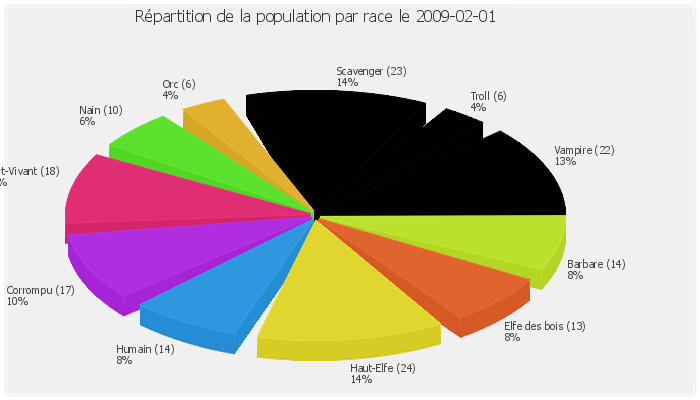 Répartition de la population par race le 2009-02-01
Scavenger (23)
14%
Orc (6)
4%
Troll (6)
4%
Nain (10)
6%
Vampire (22)
13%
t-Vivant (18)
%
Barbare (14)
8%
Corrompu (17)
10%
Elfe des bois (13)
8%
Humain (14)
8%
Haut-Elfe (24)
14%